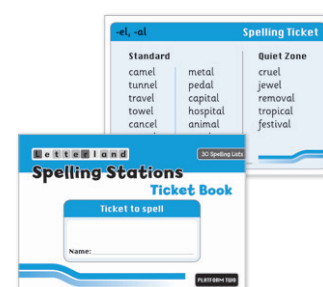 -el, -al
Spelling Ticket
Standard
Quiet Zone
camel metal cruel
tunnel pedal jewel
travel capital removal
towel hospital tropical
cancel animal festival
Letterland
30 Spelling Lists
Spelling Stations
Ticket Book
Ticket to spell
Name:
PLATFORM TWO